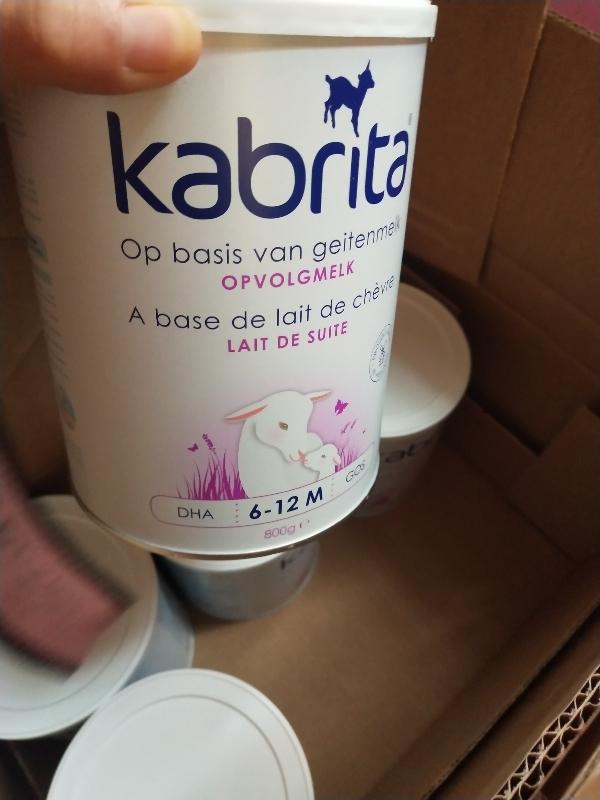 kabrita
Op basis van geitenmelk
OPVOLGMELK
A base de lait de chèvre
LAIT DE SUITE
DHA
6-12 M
GOS
800g e